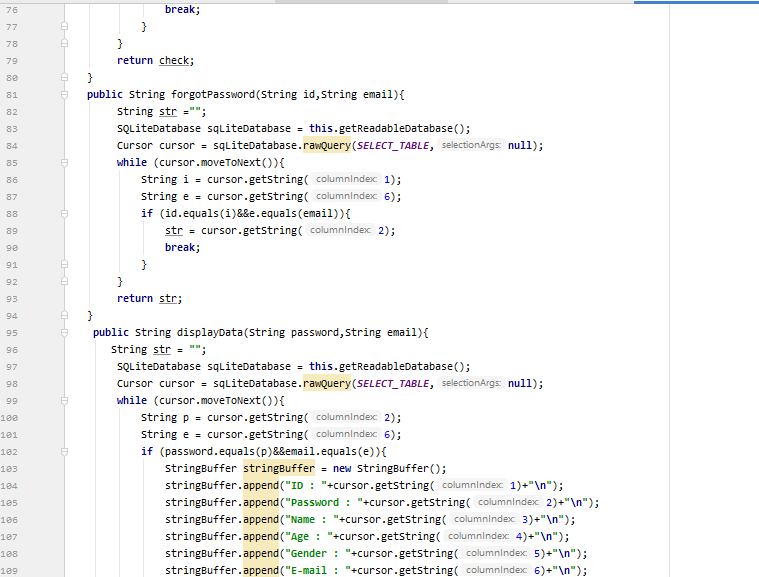 76 break;
77 }
78 }
79 return check;
80 }
81 public String forgotPassword(String id,String email){
82 String str ="";
83 SQLiteDatabase sqLiteDatabase = this.getReadableDatabase();
84 Cursor cursor = sqLiteDatabase.rawQuery(SELECT_TABLE, selectionArgs: null);
85 while (cursor.moveToNext()){
86 String i = cursor.getString( columnIndex: 1);
87 String e = cursor.getString( columnIndex: 6);
88 if (id.equals(i)&&e.equals(email)){
89 str = cursor.getString( columnIndex: 2);
90 break;
91 }
92 }
93 return str;
94 }
95 public String displayData(String password,String email){
96 String str = "";
97 SQLiteDatabase sqLiteDatabase = this.getReadableDatabase();
98 Cursor cursor = sqLiteDatabase.rawQuery(SELECT_TABLE, selectionArgs: null);
99 while (cursor.moveToNext()){
100 String p = cursor.getString( columnIndex: 2);
101 String e = cursor.getString( columnIndex: 6);
102 if (password.equals(p)&&email.equals(e)){
103 StringBuffer stringBuffer = new StringBuffer();
104 stringBuffer.append("ID : "+cursor.getString( columnIndex: 1)+"\n");
105 stringBuffer.append("Password : "+cursor.getString( columnIndex: 2)+"\n");
106 stringBuffer.append("Name : "+cursor.getString( columnIndex: 3)+"\n");
107 stringBuffer.append("Age : "+cursor.getString( columnIndex: 4)+"\n");
108 stringBuffer.append("Gender : "+cursor.getString( columnIndex: 5)+"\n");
109 stringBuffer.append("E-mail : "+cursor.getString( columnIndex: 6)+"\n");